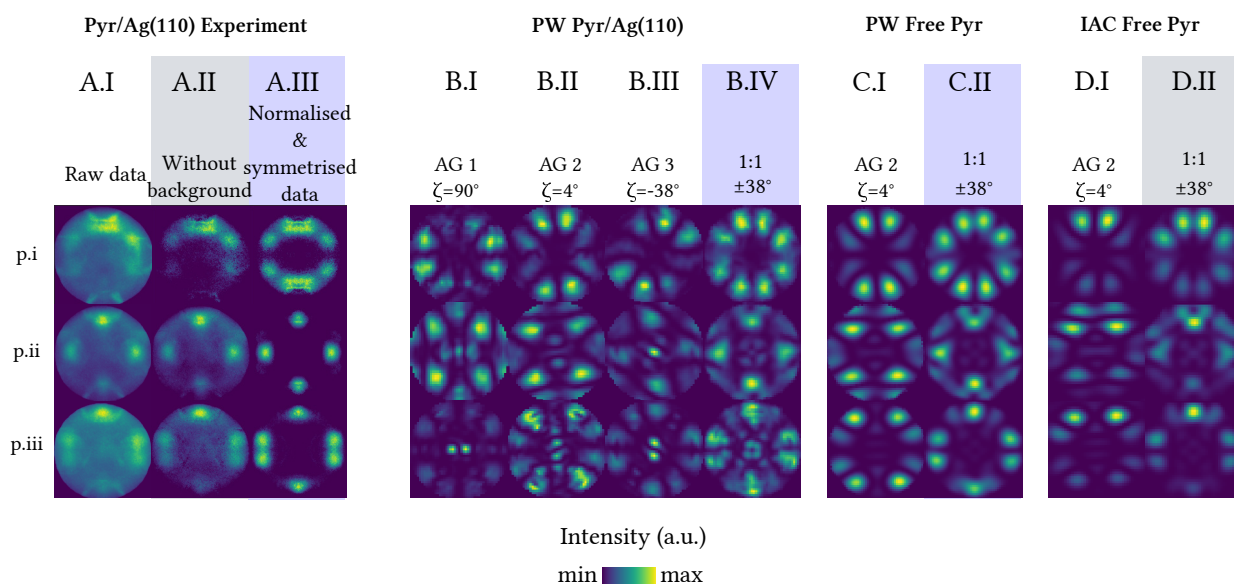 Pyr/Ag(110) Experiment
PW Pyr/Ag(110)
PW Free Pyr
IAC Free Pyr
A.I
A.II
A.III
B.I
B.II
B.III
B.IV
C.I
C.II
D.I
D.II
Raw data
Without
background
Normalised
&
symmetrised
data
AG 1
ζ=90°
AG 2
ζ=4°
AG 3
ζ=-38°
1:1
±38°
AG 2
ζ=4°
1:1
±38°
AG 2
ζ=4°
1:1
±38°
p.i
p.ii
p.iii
Intensity (a.u.)
min max